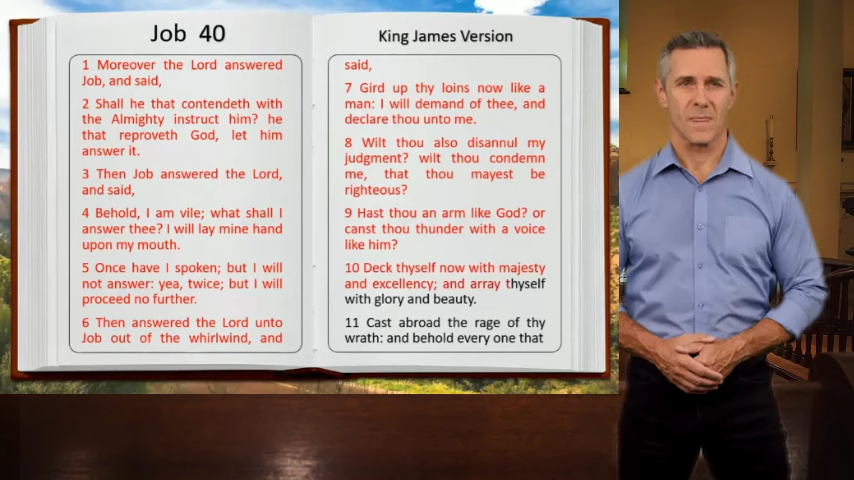 Job 40
1 Moreover the Lord answered
Job, and said,
2 Shall he that contendeth with
the Almighty instruct him? he
that reproveth God, let him
answer it.
3 Then Job answered the Lord,
and said,
4 Behold, I am vile; what shall I
answer thee? I will lay mine hand
upon my mouth.
5 Once have I spoken; but I will
not answer: yea, twice; but I will
proceed no further.
6 Then answered the Lord unto
Job out of the whirlwind, and
King James Version
said,
7 Gird up thy loins now like a
man: I will demand of thee, and
declare thou unto me.
8 Wilt thou also disannul my
judgment? wilt thou condemn
me, that thou mayest be
righteous?
9 Hast thou an arm like God? or
canst thou thunder with a voice
like him?
10 Deck thyself now with majesty
and excellency; and array thyself
with glory and beauty.
11 Cast abroad the rage of thy
wrath: and behold every one that